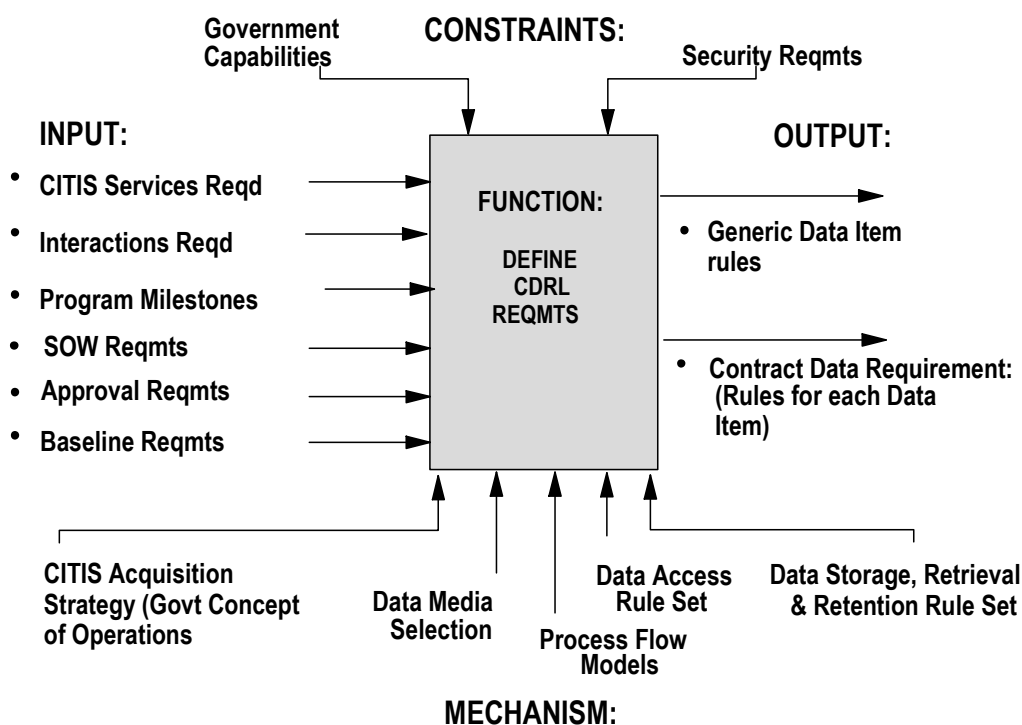 CONSTRAINTS:
Government
Capabilities
Security Reqmts
INPUT:
• CITIS Services Reqd
• Interactions Reqd
• Program Milestones
• SOW Reqmts
• Approval Reqmts
• Baseline Reqmts
FUNCTION:
DEFINE
CDRL
REQMTS
OUTPUT:
• Generic Data Item
rules
• Contract Data Requirement:
(Rules for each Data
Item)
CITIS Acquisition
Strategy (Govt Concept
of Operations
Data Media
Selection
Process Flow
Models
Data Access
Rule Set
Data Storage, Retrieval
& Retention Rule Set
MECHANISM: